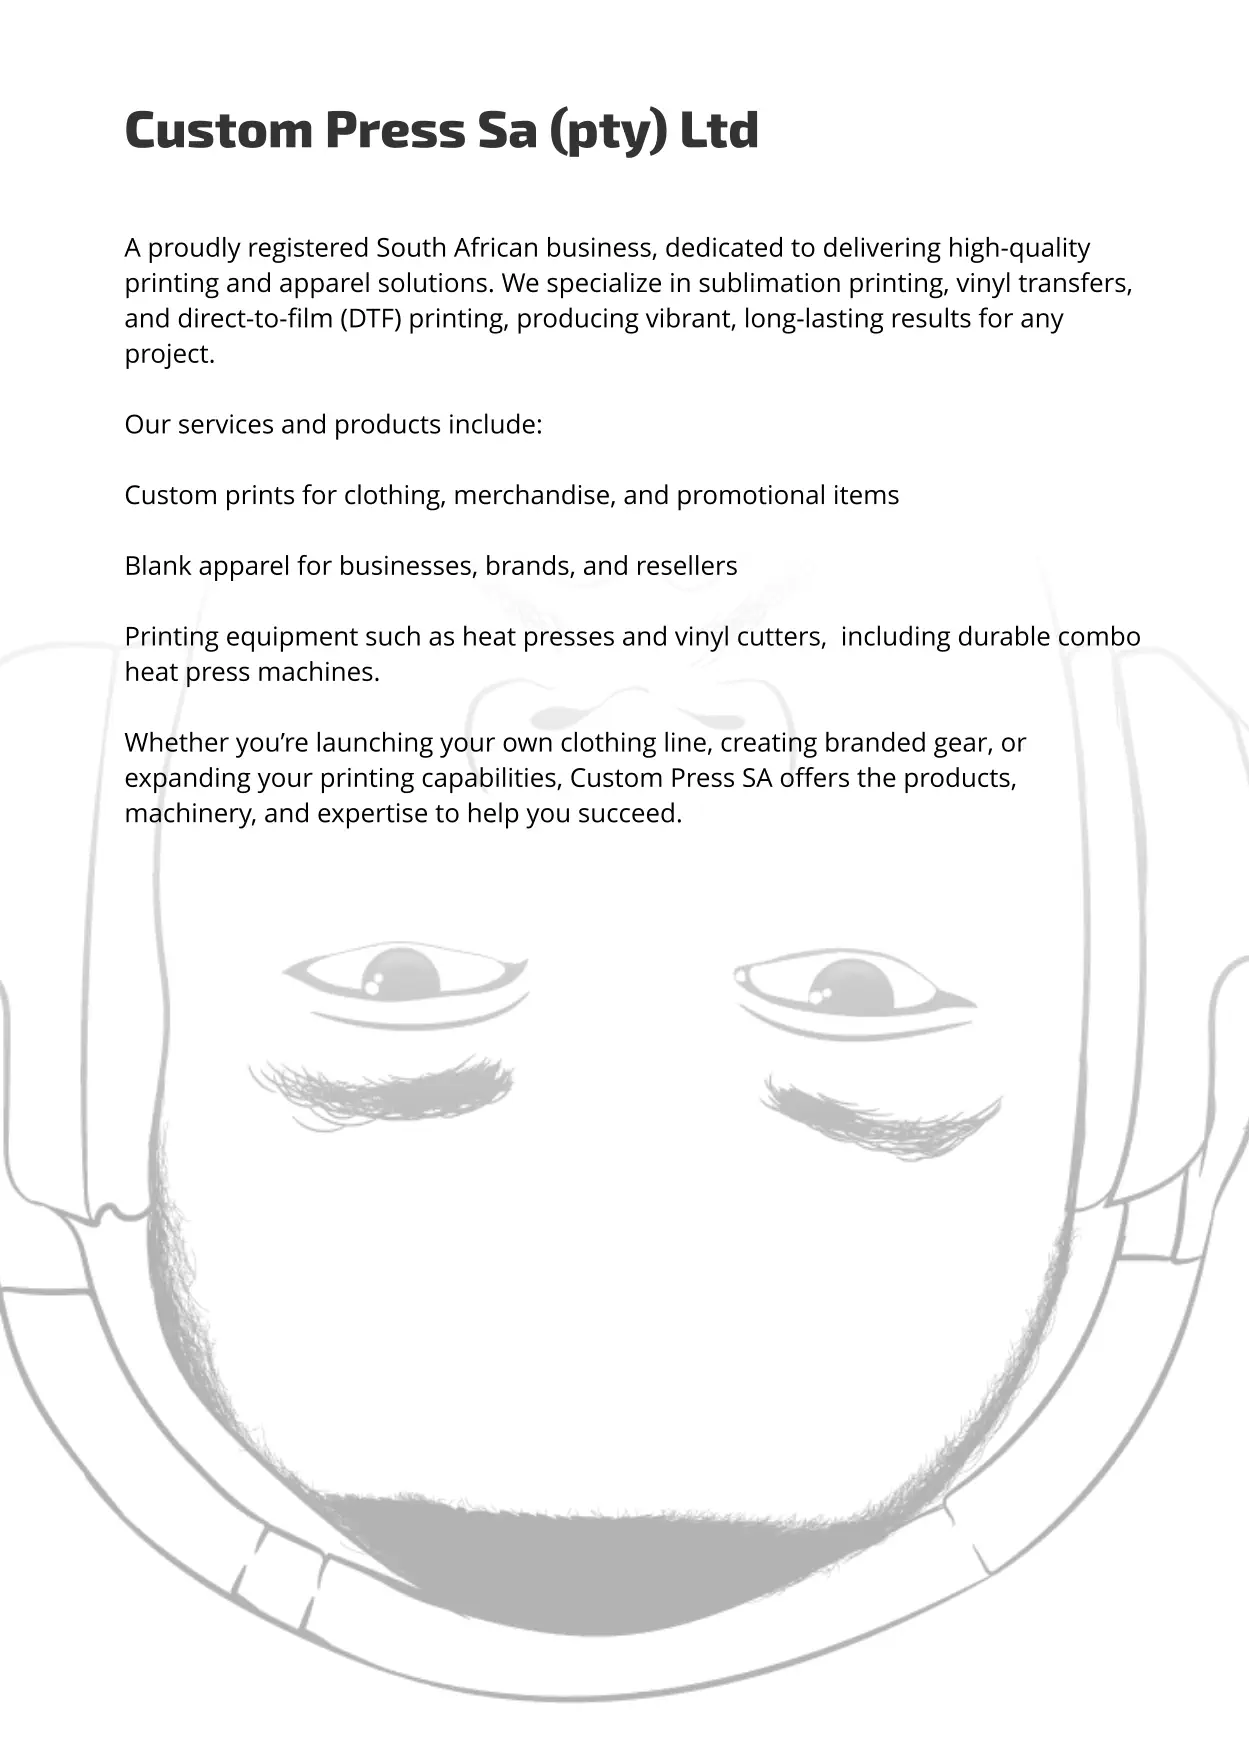 Custom Press Sa (pty) Ltd
A proudly registered South African business, dedicated to delivering high-quality
printing and apparel solutions. We specialize in sublimation printing, vinyl transfers,
and direct-to-film (DTF) printing, producing vibrant, long-lasting results for any
project.
Our services and products include:
Custom prints for clothing, merchandise, and promotional items
Blank apparel for businesses, brands, and resellers
Printing equipment such as heat presses and vinyl cutters,  including durable combo
heat press machines.
Whether you’re launching your own clothing line, creating branded gear, or
expanding your printing capabilities, Custom Press SA offers the products,
machinery, and expertise to help you succeed.